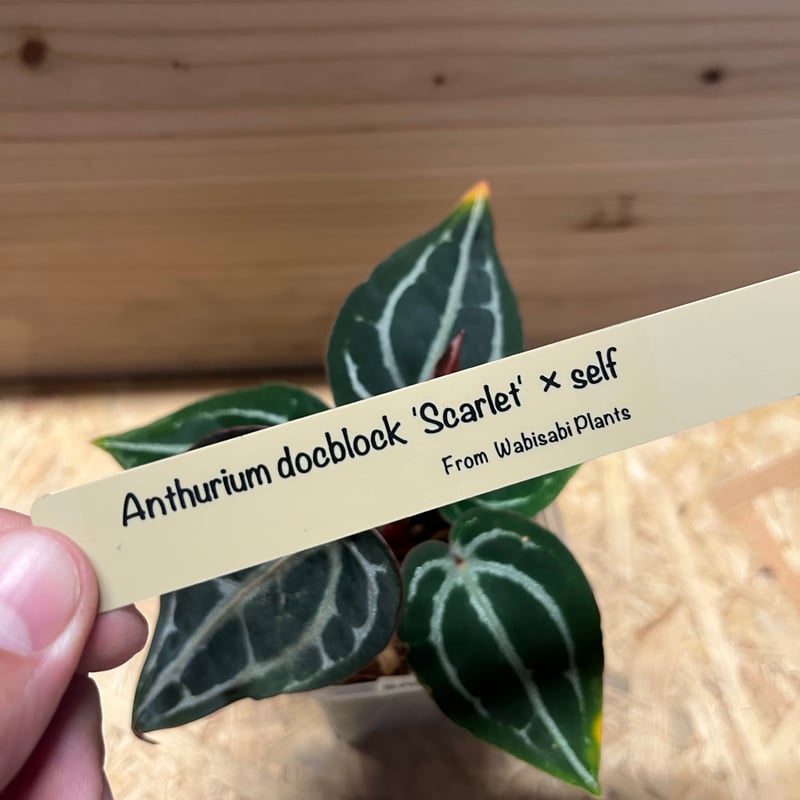 Anthurium docblock 'Scarlet' × self
From Wabisabi Plants